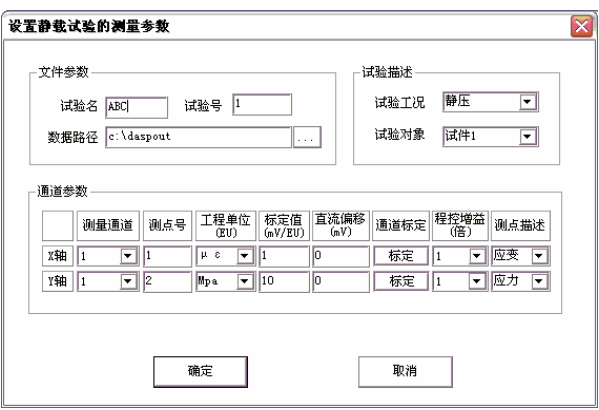 设置静载试验的测量参数
文件参数
试验名 ABC 试验号 1
数据路径 c:\daspout ...
试验描述
试验工况 静压
试验对象 试件1
通道参数
测量通道 测点号 工程单位(EU) 标定值(mV/EU) 直流偏移(mV) 通道标定 程控增益(倍) 测点描述
X轴 1 1 μ ε 1 0 标定 1 应变
Y轴 1 2 Mpa 10 0 标定 1 应力
确定 取消